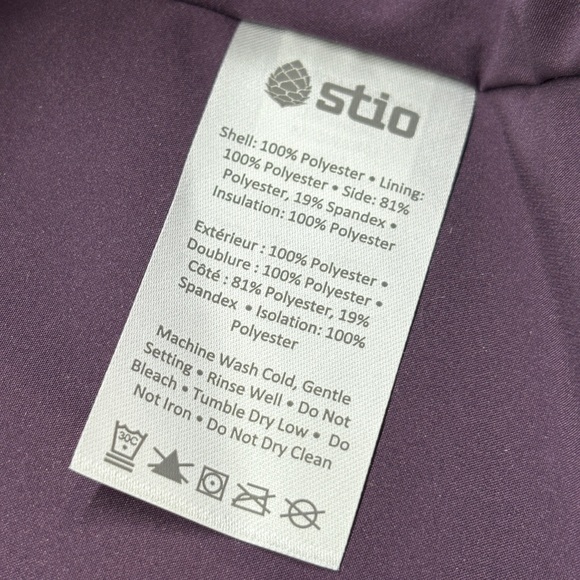 stio
Shell: 100% Polyester • Lining:
100% Polyester • Side: 81%
Polyester, 19% Spandex •
Insulation: 100% Polyester
Extérieur : 100% Polyester •
Doublure : 100% Polyester •
Côté : 81% Polyester, 19%
Spandex • Isolation: 100%
Polyester
Machine Wash Cold, Gentle
Setting • Rinse Well • Do Not
Bleach • Tumble Dry Low • Do
Not Iron • Do Not Dry Clean
30C